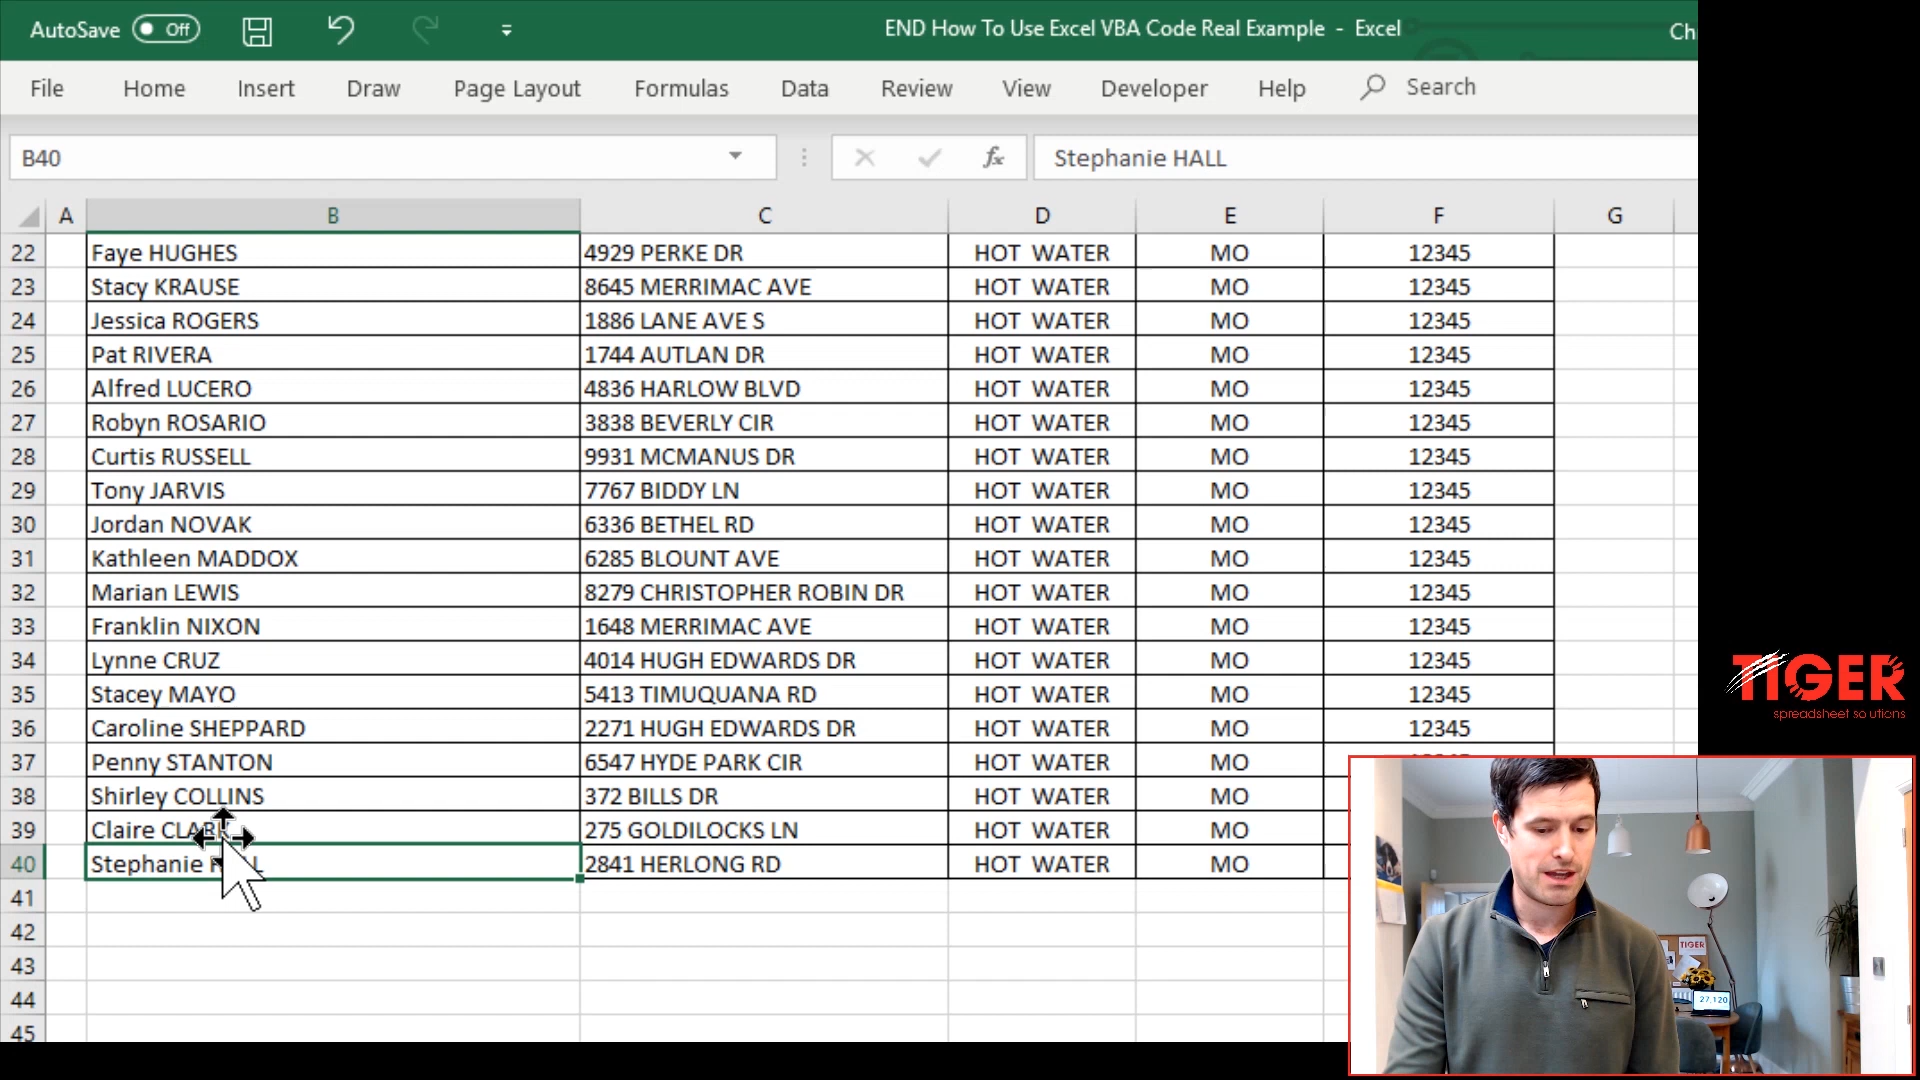 AutoSave Off END How To Use Excel VBA Code Real Example - Excel Ch
File Home Insert Draw Page Layout Formulas Data Review View Developer Help Search
B40 fx Stephanie HALL
A B C D E F G
22 Faye HUGHES 4929 PERKE DR HOT WATER MO 12345
23 Stacy KRAUSE 8645 MERRIMAC AVE HOT WATER MO 12345
24 Jessica ROGERS 1886 LANE AVE S HOT WATER MO 12345
25 Pat RIVERA 1744 AUTLAN DR HOT WATER MO 12345
26 Alfred LUCERO 4836 HARLOW BLVD HOT WATER MO 12345
27 Robyn ROSARIO 3838 BEVERLY CIR HOT WATER MO 12345
28 Curtis RUSSELL 9931 MCMANUS DR HOT WATER MO 12345
29 Tony JARVIS 7767 BIDDY LN HOT WATER MO 12345
30 Jordan NOVAK 6336 BETHEL RD HOT WATER MO 12345
31 Kathleen MADDOX 6285 BLOUNT AVE HOT WATER MO 12345
32 Marian LEWIS 8279 CHRISTOPHER ROBIN DR HOT WATER MO 12345
33 Franklin NIXON 1648 MERRIMAC AVE HOT WATER MO 12345
34 Lynne CRUZ 4014 HUGH EDWARDS DR HOT WATER MO 12345
35 Stacey MAYO 5413 TIMUQUANA RD HOT WATER MO 12345
36 Caroline SHEPPARD 2271 HUGH EDWARDS DR HOT WATER MO 12345
37 Penny STANTON 6547 HYDE PARK CIR HOT WATER MO
38 Shirley COLLINS 372 BILLS DR HOT WATER MO
39 Claire CLARK 275 GOLDILOCKS LN HOT WATER MO
40 Stephanie HALL 2841 HERLONG RD HOT WATER MO
41
42
43
44
45
TIGER
spreadsheet solutions
TIGER
27,120